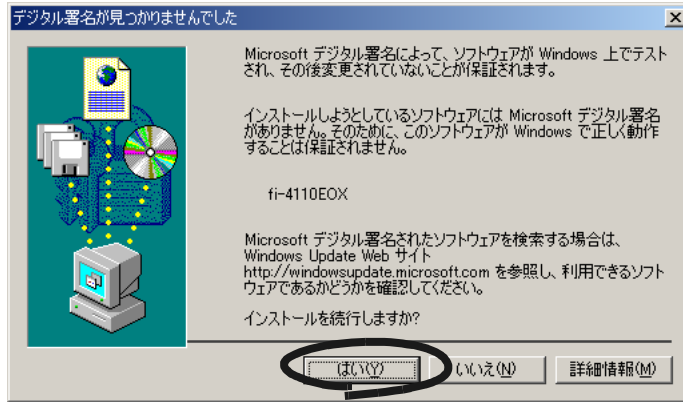 デジタル署名が見つかりませんでした
Microsoft デジタル署名によって、ソフトウェアが Windows 上でテスト
され、その後変更されていないことが保証されます。
インストールしようとしているソフトウェアには Microsoft デジタル署名
がありません。そのために、このソフトウェアが Windows で正しく動作
することは保証されません。
fi-4110EOX
Microsoft デジタル署名されたソフトウェアを検索する場合は、
Windows Update Web サイト
http://windowsupdate.microsoft.com を参照し、利用できるソフト
ウェアであるかどうかを確認してください。
インストールを続行しますか?
はい(Y) いいえ(N) 詳細情報(M)